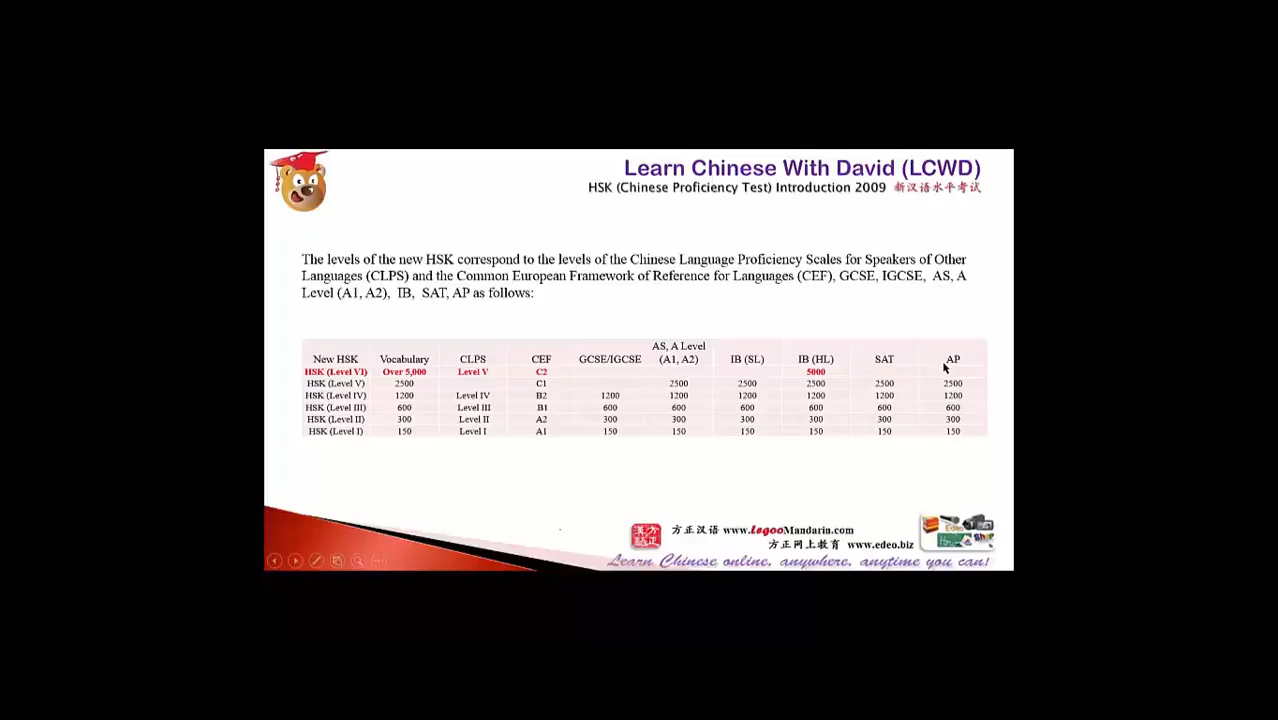 Learn Chinese With David (LCWD)
HSK (Chinese Proficiency Test) Introduction 2009 新汉语水平考试
The levels of the new HSK correspond to the levels of the Chinese Language Proficiency Scales for Speakers of Other
Languages (CLPS) and the Common European Framework of Reference for Languages (CEF), GCSE, IGCSE, AS, A
Level (A1, A2), IB, SAT, AP as follows:
New HSK Vocabulary CLPS CEF GCSE/IGCSE AS, A Level (A1, A2) IB (SL) IB (HL) SAT AP
HSK (Level VI) Over 5,000 Level V C2 5000
HSK (Level V) 2500 C1 2500 2500 2500 2500 2500
HSK (Level IV) 1200 Level IV B2 1200 1200 1200 1200 1200 1200
HSK (Level III) 600 Level III B1 600 600 600 600 600 600
HSK (Level II) 300 Level II A2 300 300 300 300 300 300
HSK (Level I) 150 Level I A1 150 150 150 150 150 150
方正汉语 www.LegooMandarin.com
方正网上教育 www.edeo.biz
Learn Chinese online, anywhere, anytime you can!
Edeo